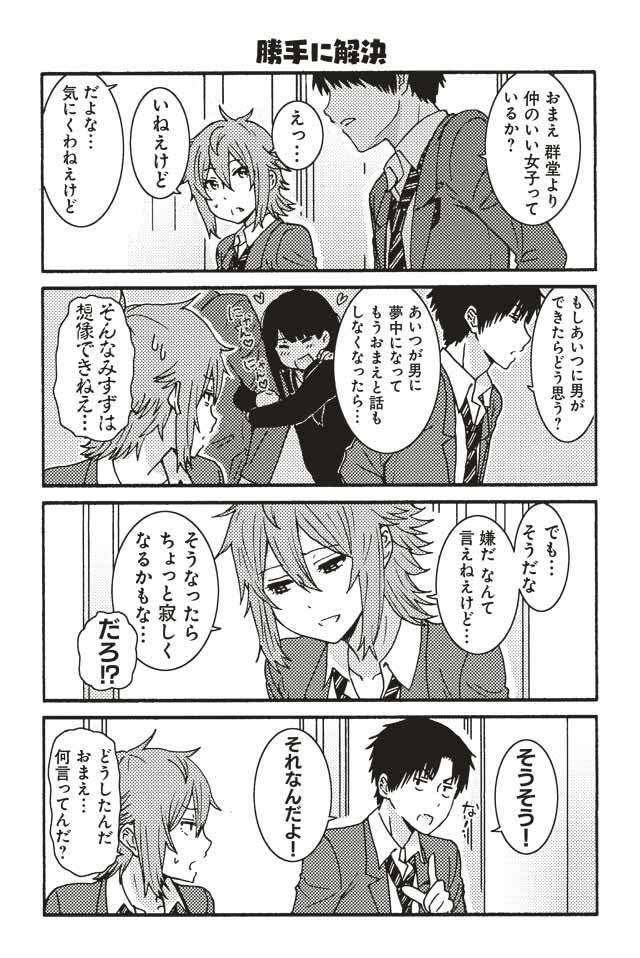 勝手に解決
おまえ 群堂より
仲のいい女子って
いるか?
えっ…
いねえけど
だよな…
気にくわねえけど
もしあいつに男が
できたらどう思う?
あいつが男に
夢中になって
もうおまえと話も
しなくなったら…
にゃん♡
にゃん♡
そんなみすずは
想像できねえ…
でも…
そうだな
嫌だ なんて
言えねえけど…
そうなったら
ちょっと寂しく
なるかもな…
だろ!?
そうそう!
な!!
それなんだよ!
どうしたんだ
おまえ…
何言ってんだ?